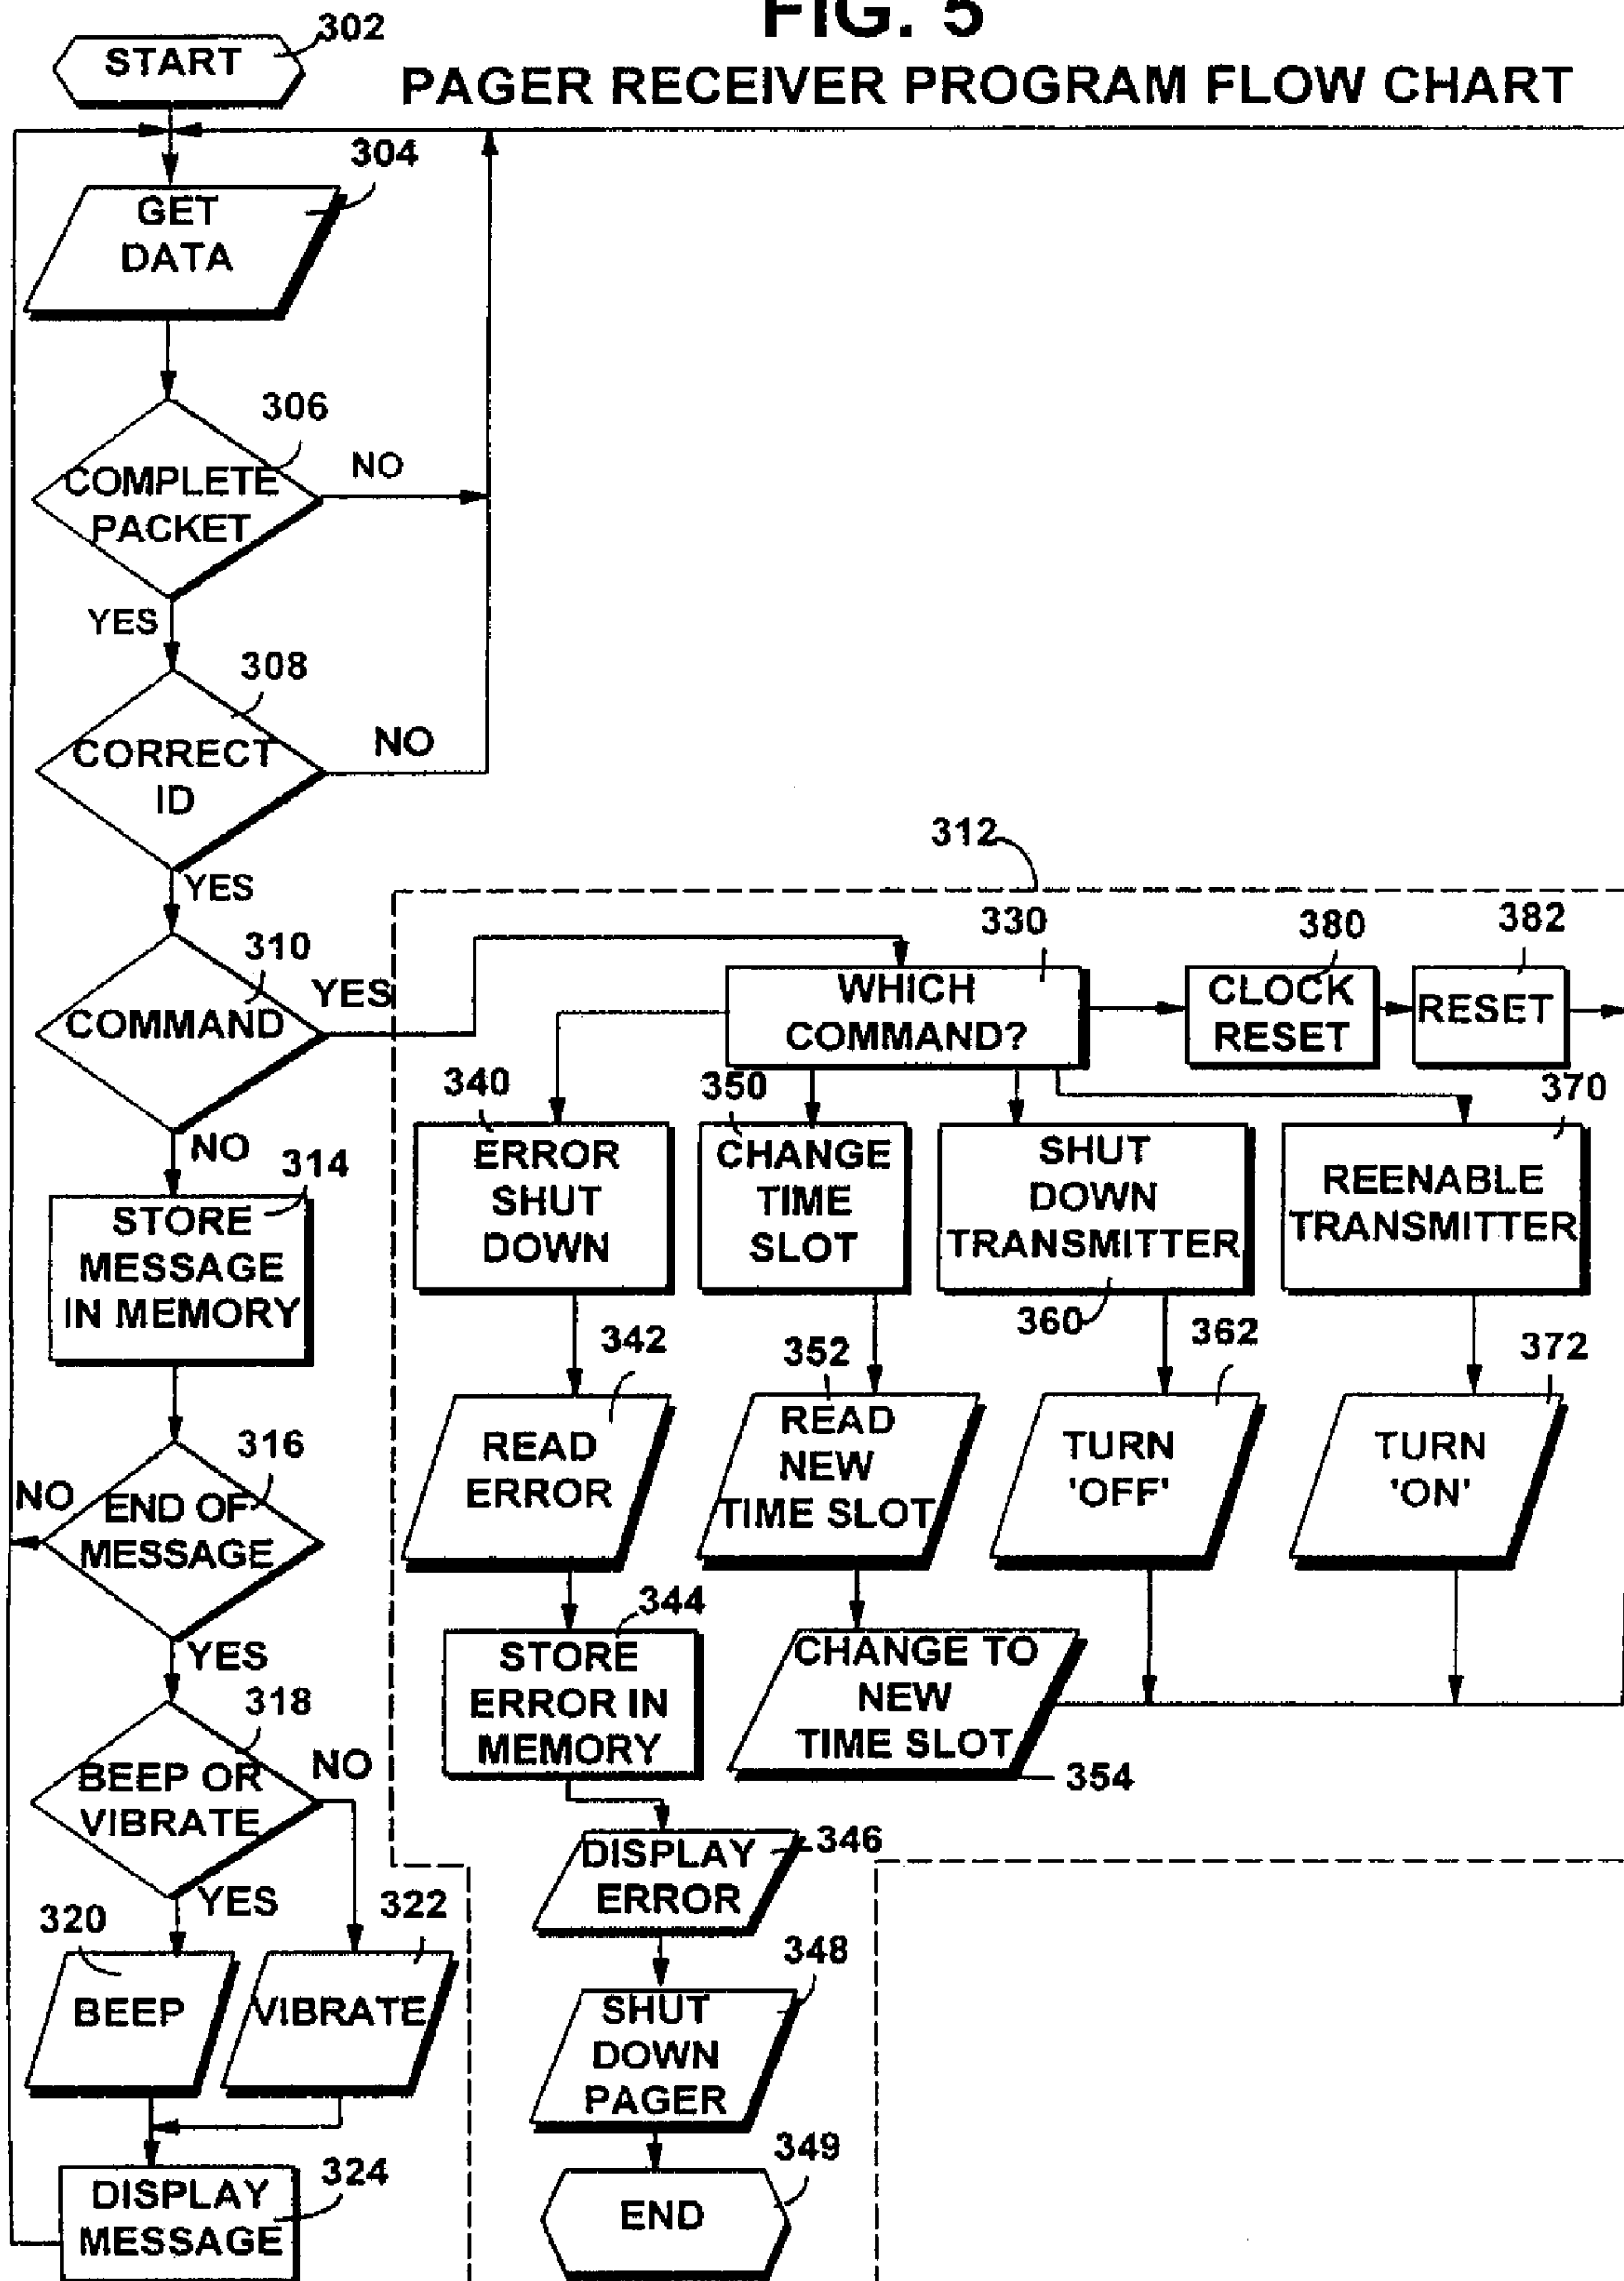 FIG. 5
PAGER RECEIVER PROGRAM FLOW CHART
START
302
GET
DATA
304
COMPLETE
PACKET
306
NO
YES
CORRECT
ID
308
NO
YES
COMMAND
310
YES
NO
STORE
MESSAGE
IN MEMORY
314
END OF
MESSAGE
316
NO
YES
BEEP OR
VIBRATE
318
NO
YES
BEEP
320
VIBRATE
322
DISPLAY
MESSAGE
324
312
WHICH
COMMAND?
330
CLOCK
RESET
380
RESET
382
340
ERROR
SHUT
DOWN
342
READ
ERROR
344
STORE
ERROR IN
MEMORY
DISPLAY
ERROR
346
SHUT
DOWN
PAGER
348
END
349
350
CHANGE
TIME
SLOT
352
READ
NEW
TIME SLOT
CHANGE TO
NEW
TIME SLOT
354
SHUT
DOWN
TRANSMITTER
360
362
TURN
'OFF'
370
REENABLE
TRANSMITTER
372
TURN
'ON'